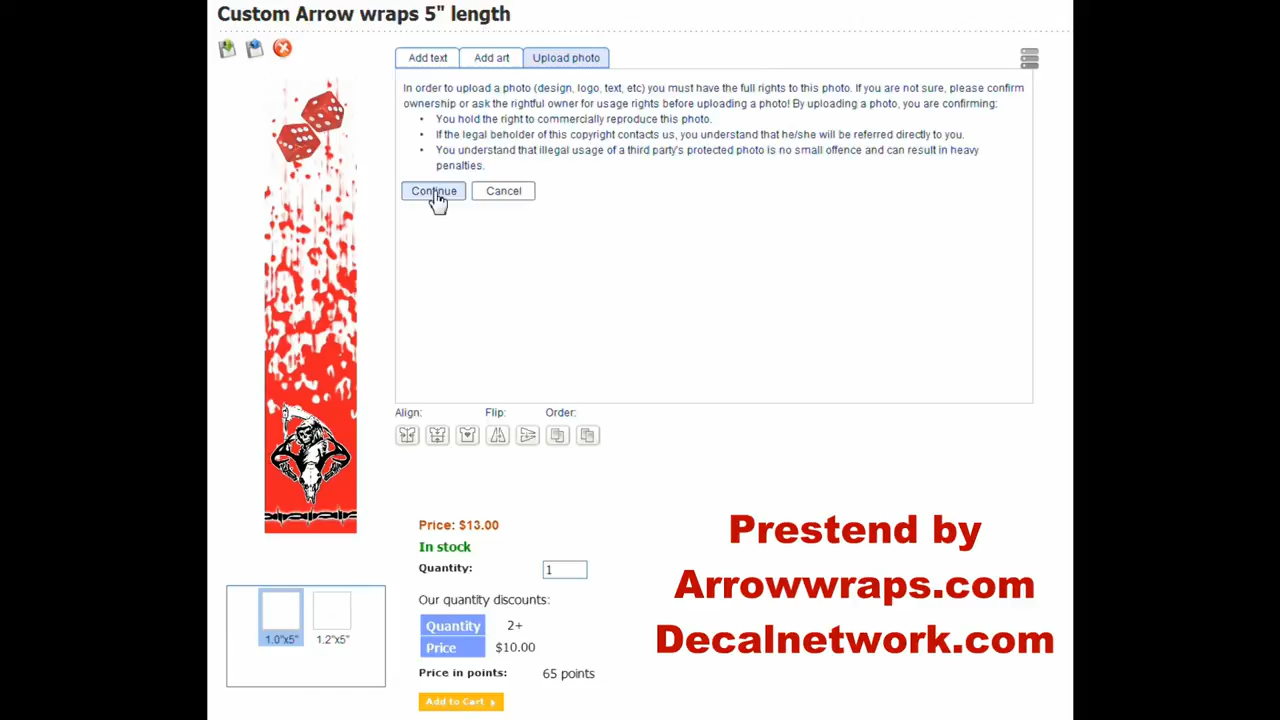 Custom Arrow wraps 5" length
Add text
Add art
Upload photo
In order to upload a photo (design, logo, text, etc) you must have the full rights to this photo. If you are not sure, please confirm
ownership or ask the rightful owner for usage rights before uploading a photo! By uploading a photo, you are confirming:
• You hold the right to commercially reproduce this photo.
• If the legal beholder of this copyright contacts us, you understand that he/she will be referred directly to you.
• You understand that illegal usage of a third party's protected photo is no small offence and can result in heavy
penalties.
Continue
Cancel
Align:
Flip:
Order:
Price: $13.00
In stock
Quantity:
1
Our quantity discounts:
Quantity 2+
Price $10.00
Price in points: 65 points
Add to Cart
1.0"x5"
1.2"x5"
Prestend by
Arrowwraps.com
Decalnetwork.com